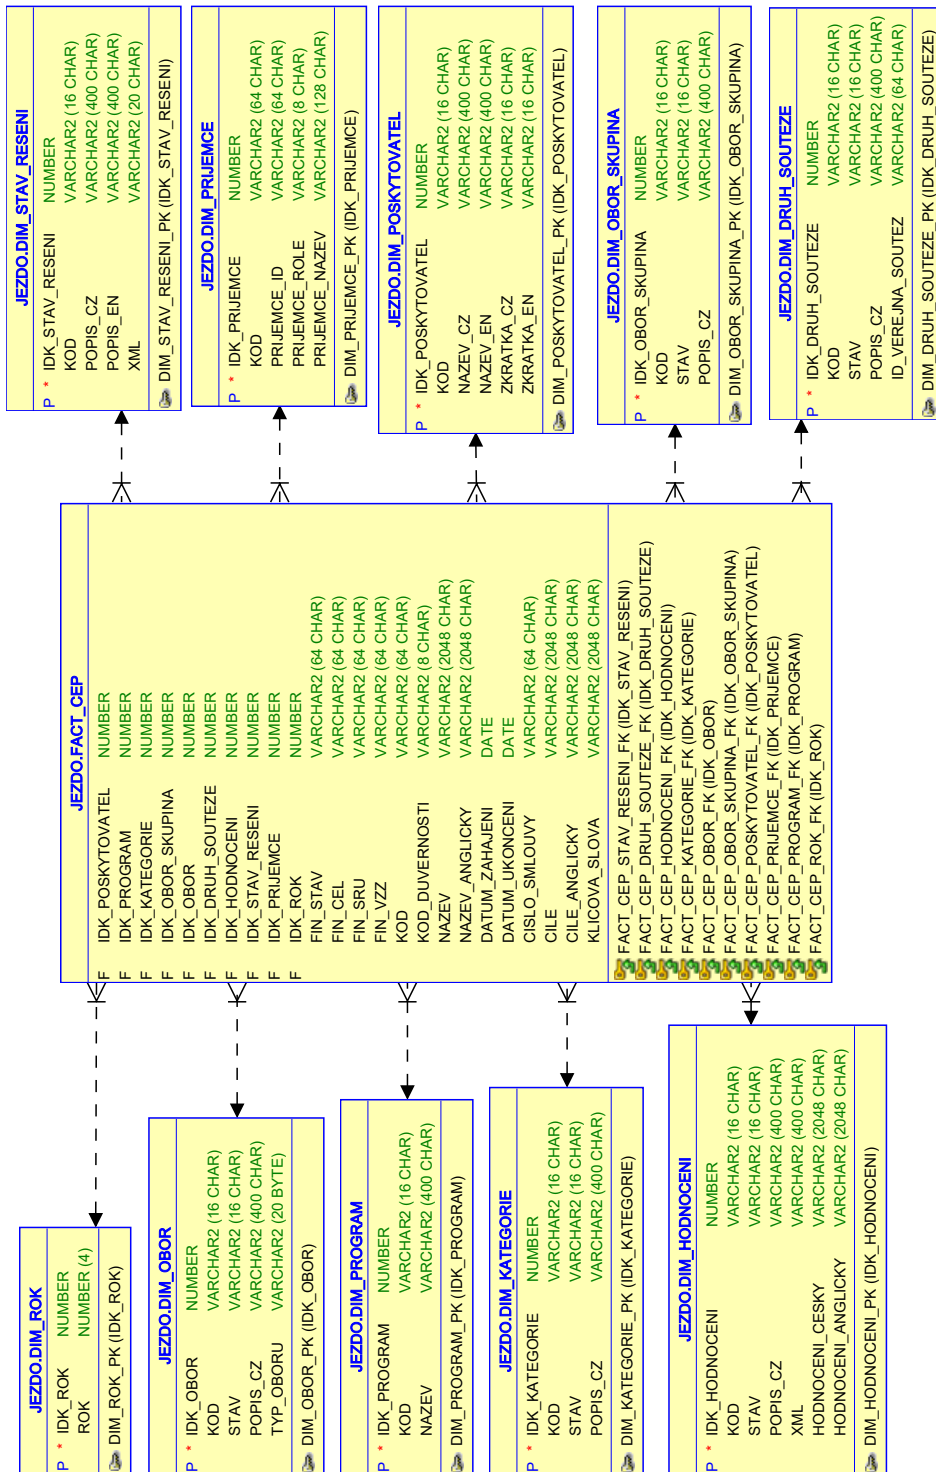 JEZDO.DIM_STAV_RESENI
P * IDK_STAV_RESENI NUMBER
KOD VARCHAR2 (16 CHAR)
POPIS_CZ VARCHAR2 (400 CHAR)
POPIS_EN VARCHAR2 (400 CHAR)
XML VARCHAR2 (20 CHAR)
DIM_STAV_RESENI_PK (IDK_STAV_RESENI)
JEZDO.DIM_PRIJEMCE
P * IDK_PRIJEMCE NUMBER
KOD VARCHAR2 (64 CHAR)
PRIJEMCE_ID VARCHAR2 (64 CHAR)
PRIJEMCE_ROLE VARCHAR2 (8 CHAR)
PRIJEMCE_NAZEV VARCHAR2 (128 CHAR)
DIM_PRIJEMCE_PK (IDK_PRIJEMCE)
JEZDO.DIM_POSKYTOVATEL
P * IDK_POSKYTOVATEL NUMBER
KOD VARCHAR2 (16 CHAR)
NAZEV_CZ VARCHAR2 (400 CHAR)
NAZEV_EN VARCHAR2 (400 CHAR)
ZKRATKA_CZ VARCHAR2 (16 CHAR)
ZKRATKA_EN VARCHAR2 (16 CHAR)
DIM_POSKYTOVATEL_PK (IDK_POSKYTOVATEL)
JEZDO.DIM_OBOR_SKUPINA
P * IDK_OBOR_SKUPINA NUMBER
KOD VARCHAR2 (16 CHAR)
STAV VARCHAR2 (16 CHAR)
POPIS_CZ VARCHAR2 (400 CHAR)
DIM_OBOR_SKUPINA_PK (IDK_OBOR_SKUPINA)
JEZDO.DIM_DRUH_SOUTEZE
P * IDK_DRUH_SOUTEZE NUMBER
KOD VARCHAR2 (16 CHAR)
STAV VARCHAR2 (16 CHAR)
POPIS_CZ VARCHAR2 (400 CHAR)
ID_VEREJNA_SOUTEZ VARCHAR2 (64 CHAR)
DIM_DRUH_SOUTEZE_PK (IDK_DRUH_SOUTEZE)
JEZDO.FACT_CEP
F IDK_POSKYTOVATEL NUMBER
F IDK_PROGRAM NUMBER
F IDK_KATEGORIE NUMBER
F IDK_OBOR_SKUPINA NUMBER
F IDK_OBOR NUMBER
F IDK_DRUH_SOUTEZE NUMBER
F IDK_HODNOCENI NUMBER
F IDK_STAV_RESENI NUMBER
F IDK_PRIJEMCE NUMBER
F IDK_ROK NUMBER
FIN_STAV VARCHAR2 (64 CHAR)
FIN_CEL VARCHAR2 (64 CHAR)
FIN_SRU VARCHAR2 (64 CHAR)
FIN_VZZ VARCHAR2 (64 CHAR)
KOD VARCHAR2 (64 CHAR)
KOD_DUVERNOSTI VARCHAR2 (8 CHAR)
NAZEV VARCHAR2 (2048 CHAR)
NAZEV_ANGLICKY VARCHAR2 (2048 CHAR)
DATUM_ZAHAJENI DATE
DATUM_UKONCENI DATE
CISLO_SMLOUVY VARCHAR2 (64 CHAR)
CILE VARCHAR2 (2048 CHAR)
CILE_ANGLICKY VARCHAR2 (2048 CHAR)
KLICOVA_SLOVA VARCHAR2 (2048 CHAR)
FACT_CEP_STAV_RESENI_FK (IDK_STAV_RESENI)
FACT_CEP_DRUH_SOUTEZE_FK (IDK_DRUH_SOUTEZE)
FACT_CEP_HODNOCENI_FK (IDK_HODNOCENI)
FACT_CEP_KATEGORIE_FK (IDK_KATEGORIE)
FACT_CEP_OBOR_FK (IDK_OBOR)
FACT_CEP_OBOR_SKUPINA_FK (IDK_OBOR_SKUPINA)
FACT_CEP_POSKYTOVATEL_FK (IDK_POSKYTOVATEL)
FACT_CEP_PRIJEMCE_FK (IDK_PRIJEMCE)
FACT_CEP_PROGRAM_FK (IDK_PROGRAM)
FACT_CEP_ROK_FK (IDK_ROK)
JEZDO.DIM_ROK
P * IDK_ROK NUMBER
ROK NUMBER (4)
DIM_ROK_PK (IDK_ROK)
JEZDO.DIM_OBOR
P * IDK_OBOR NUMBER
KOD VARCHAR2 (16 CHAR)
STAV VARCHAR2 (16 CHAR)
POPIS_CZ VARCHAR2 (400 CHAR)
TYP_OBORU VARCHAR2 (20 BYTE)
DIM_OBOR_PK (IDK_OBOR)
JEZDO.DIM_PROGRAM
P * IDK_PROGRAM NUMBER
KOD VARCHAR2 (16 CHAR)
NAZEV VARCHAR2 (400 CHAR)
DIM_PROGRAM_PK (IDK_PROGRAM)
JEZDO.DIM_KATEGORIE
P * IDK_KATEGORIE NUMBER
KOD VARCHAR2 (16 CHAR)
STAV VARCHAR2 (16 CHAR)
POPIS_CZ VARCHAR2 (400 CHAR)
DIM_KATEGORIE_PK (IDK_KATEGORIE)
JEZDO.DIM_HODNOCENI
P * IDK_HODNOCENI NUMBER
KOD VARCHAR2 (16 CHAR)
STAV VARCHAR2 (16 CHAR)
POPIS_CZ VARCHAR2 (400 CHAR)
XML VARCHAR2 (400 CHAR)
HODNOCENI_CESKY VARCHAR2 (2048 CHAR)
HODNOCENI_ANGLICKY VARCHAR2 (2048 CHAR)
DIM_HODNOCENI_PK (IDK_HODNOCENI)